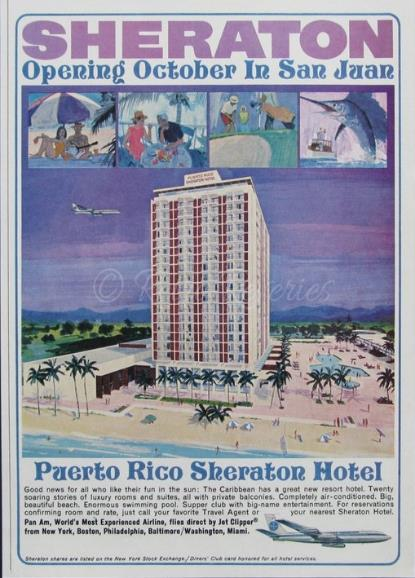 SHERATON
Opening October In San Juan
PUERTO RICO
SHERATON HOTEL
Puerto Rico Sheraton Hotel
Good news for all who like their fun in the sun: The Caribbean has a great new resort hotel. Twenty
soaring stories of luxury rooms and suites, all with private balconies. Completely air-conditioned. Big,
beautiful beach. Enormous swimming pool. Supper club with big-name entertainment. For reservations
confirming room and rate, just call your favorite Travel Agent or your nearest Sheraton Hotel.
Pan Am, World's Most Experienced Airline, flies direct by Jet Clipper®
from New York, Boston, Philadelphia, Baltimore/Washington, Miami.
Sheraton shares are listed on the New York Stock Exchange./Diners' Club card honored for all hotel services.